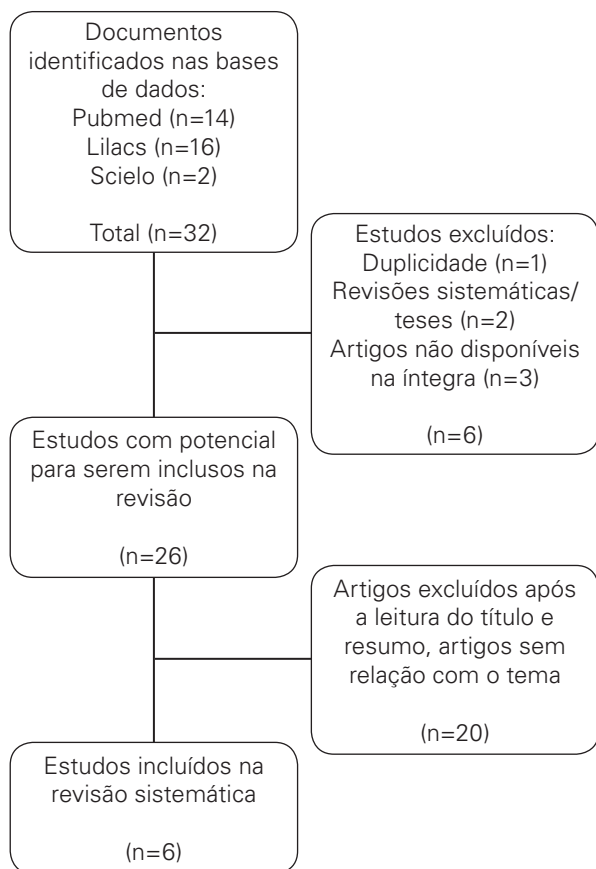 Documentos
identificados nas bases
de dados:
Pubmed (n=14)
Lilacs (n=16)
Scielo (n=2)
Total (n=32)
Estudos excluídos:
Duplicidade (n=1)
Revisões sistemáticas/
teses (n=2)
Artigos não disponíveis
na íntegra (n=3)
(n=6)
Estudos com potencial
para serem inclusos na
revisão
(n=26)
Artigos excluídos após
a leitura do título e
resumo, artigos sem
relação com o tema
(n=20)
Estudos incluídos na
revisão sistemática
(n=6)